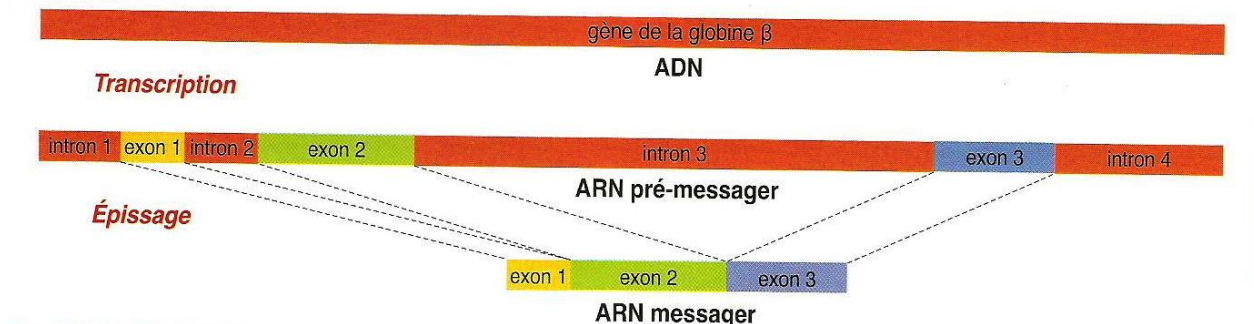 gène de la globine β
ADN
Transcription
intron 1 exon 1 intron 2 exon 2 intron 3 exon 3 intron 4
ARN pré-messager
Épissage
exon 1 exon 2 exon 3
ARN messager